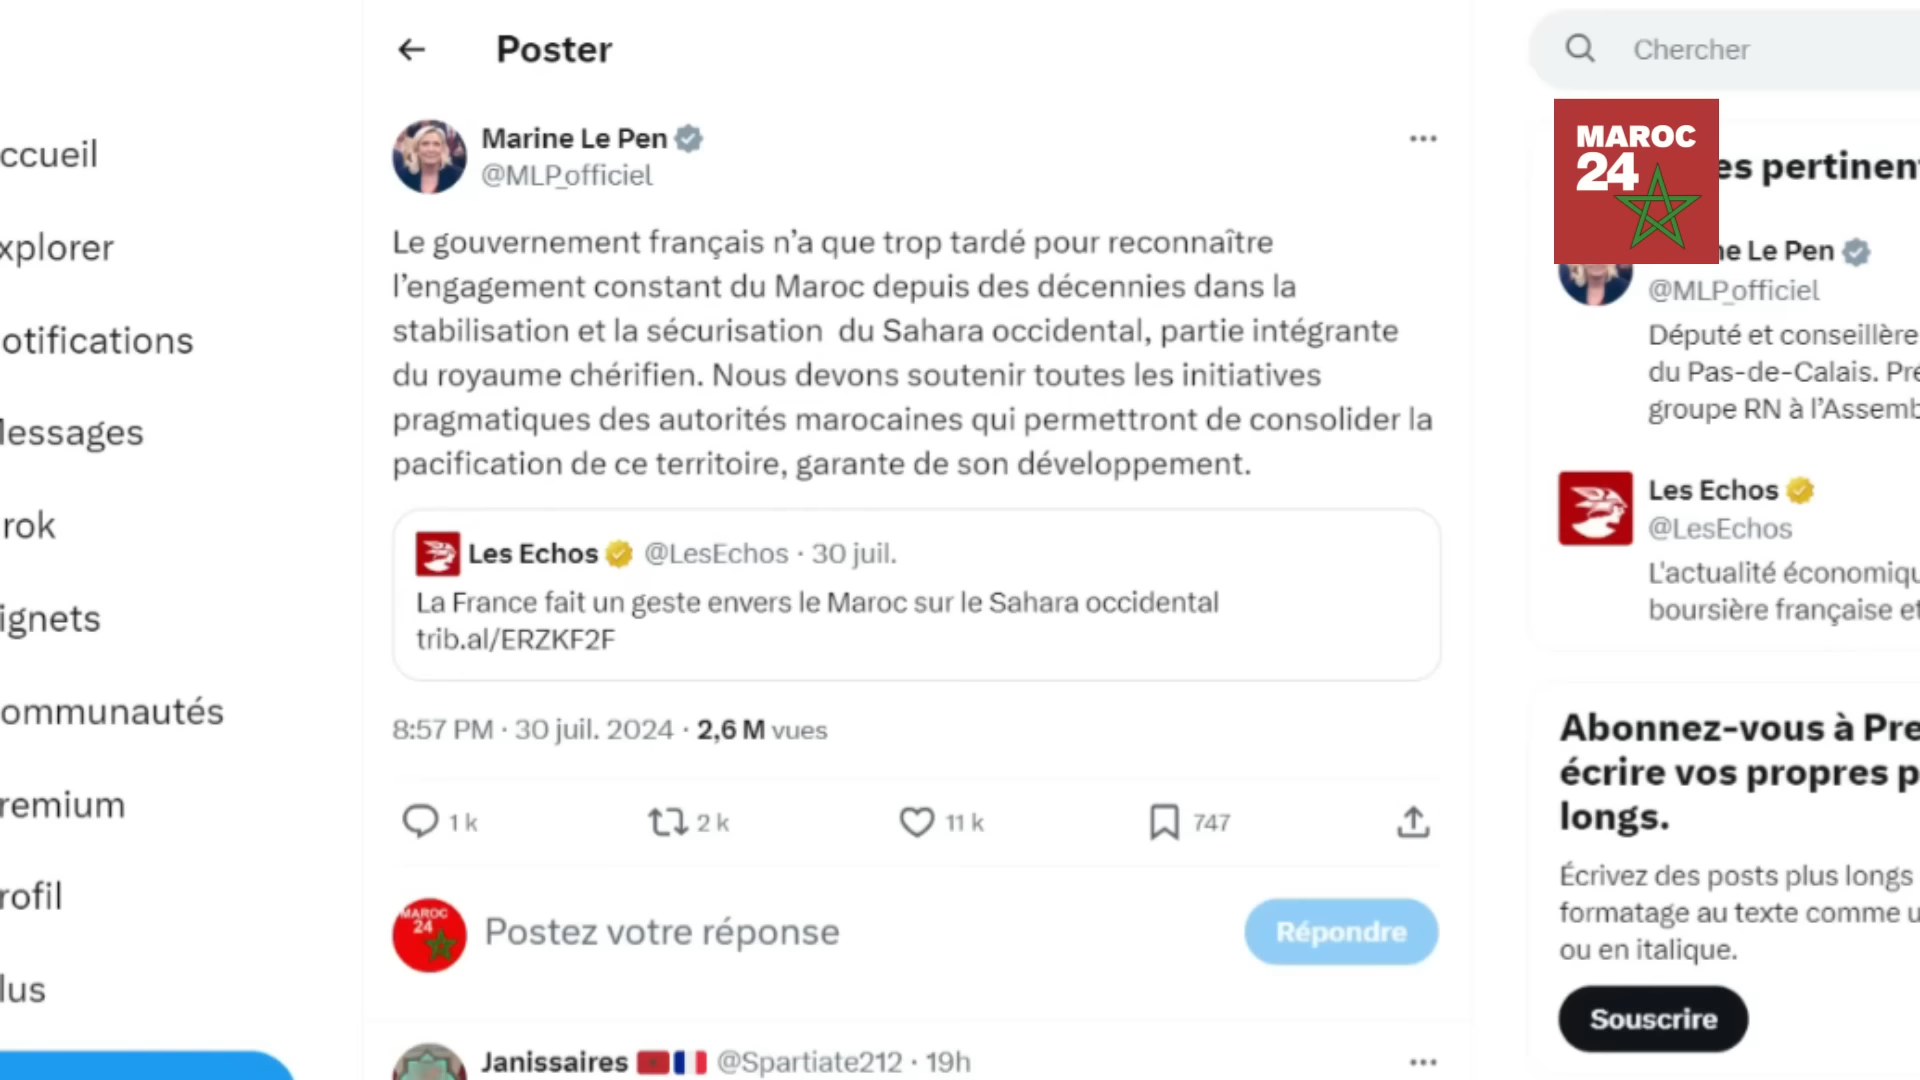 Poster
Chercher
ccueil
xplorer
otifications
essages
rok
ignets
ommunautés
remium
rofil
lus
Marine Le Pen
@MLP_officiel
Le gouvernement français n’a que trop tardé pour reconnaître
l’engagement constant du Maroc depuis des décennies dans la
stabilisation et la sécurisation du Sahara occidental, partie intégrante
du royaume chérifien. Nous devons soutenir toutes les initiatives
pragmatiques des autorités marocaines qui permettront de consolider la
pacification de ce territoire, garante de son développement.
Les Echos @LesEchos · 30 juil.
La France fait un geste envers le Maroc sur le Sahara occidental
trib.al/ERZKF2F
8:57 PM · 30 juil. 2024 · 2,6 M vues
1 k 2 k 11 k 747
MAROC
24
Postez votre réponse
Répondre
Janissaires @Spartiate212 · 19h
MAROC
24
es pertinent
ne Le Pen
@MLP_officiel
Député et conseillère
du Pas-de-Calais. Pré
groupe RN à l’Assemb
Les Echos
@LesEchos
L'actualité économiqu
boursière française et
Abonnez-vous à Pre
écrire vos propres p
longs.
Écrivez des posts plus longs
formatage au texte comme u
ou en italique.
Souscrire